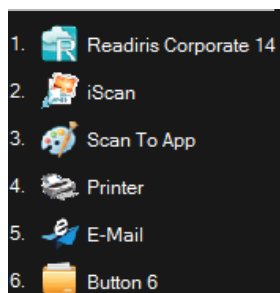 1. Readiris Corporate 14
2. iScan
3. Scan To App
4. Printer
5. E-Mail
6. Button 6